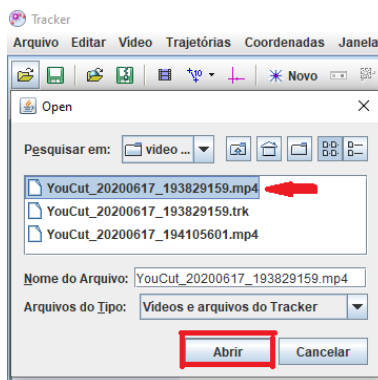 Tracker
Arquivo Editar Vídeo Trajetórias Coordenadas Janela
Novo
Open
Pesquisar em: video ...
YouCut_20200617_193829159.mp4
YouCut_20200617_193829159.trk
YouCut_20200617_194105601.mp4
Nome do Arquivo: YouCut_20200617_193829159.mp4
Arquivos do Tipo: Vídeos e arquivos do Tracker
Abrir Cancelar